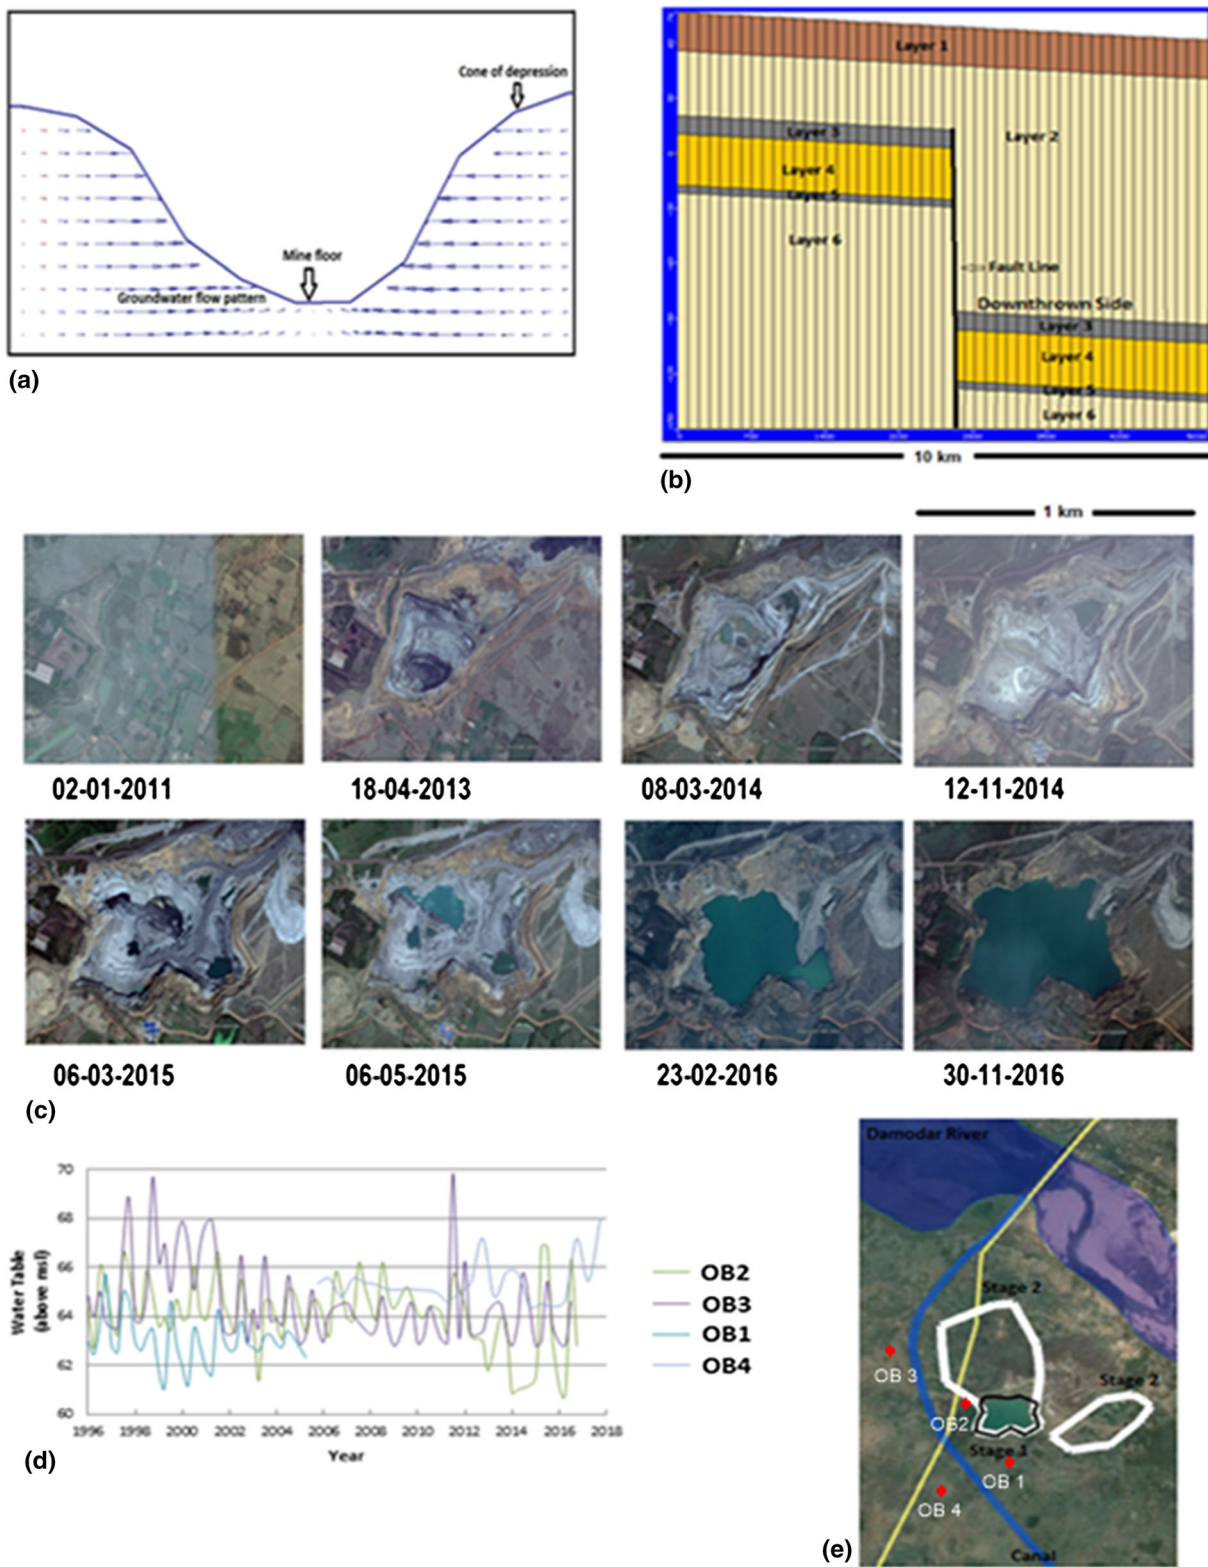 Cone of depression
Mine floor
Groundwater flow pattern
(a)
Layer 1
Layer 2
Layer 3
Layer 4
Layer 5
Layer 6
Fault Line
Downthrown Side
Layer 3
Layer 4
Layer 5
Layer 6
10 km
(b)
1 km
02-01-2011
18-04-2013
08-03-2014
12-11-2014
06-03-2015
06-05-2015
23-02-2016
30-11-2016
(c)
Water Table
(above msl)
70
68
66
64
62
60
1996 1998 2000 2002 2004 2006 2008 2010 2012 2014 2016 2018
Year
OB2
OB3
OB1
OB4
(d)
Damodar River
Stage 2
Stage 2
OB 3
OB2
Stage 1
OB 1
OB 4
Canal
(e)